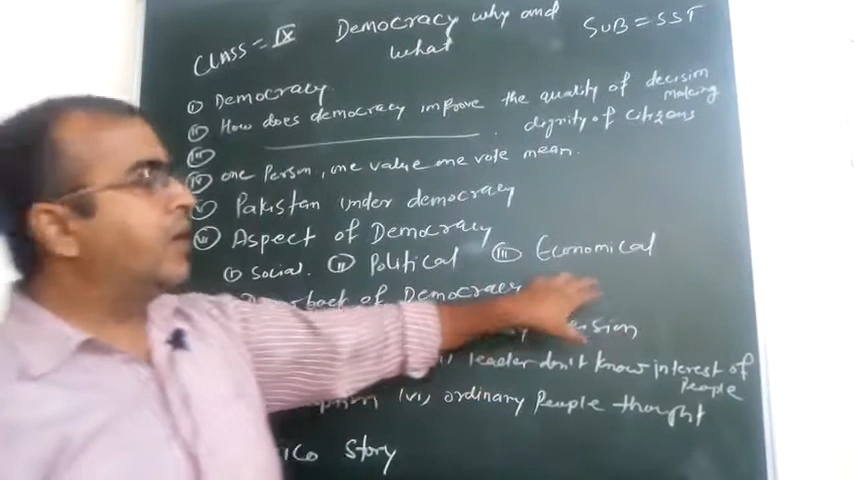 CLASS = IX Democracy why and what SUB = SST
(i) Democracy.
(ii) How does democracy improve the quality of decision making
(iii) dignity of citizens
(iv) one Person, one value one vote mean.
(v) Pakistan under democracy
(vi) Aspect of Democracy
(i) Social. (ii) Political (iii) Economical
of Democracy
leader don't know interest of People
(vi) ordinary People thought
ico Story